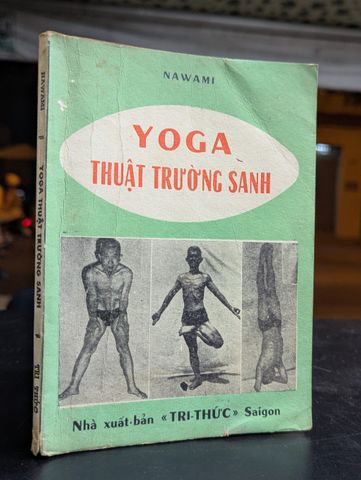 NAWAMI
YOGA
THUẬT TRƯỜNG SANH
Nhà xuất-bản «TRI-THỨC» Saigon
NAWAMI
YOGA THUẬT TRƯỜNG SANH
TRI THỨC